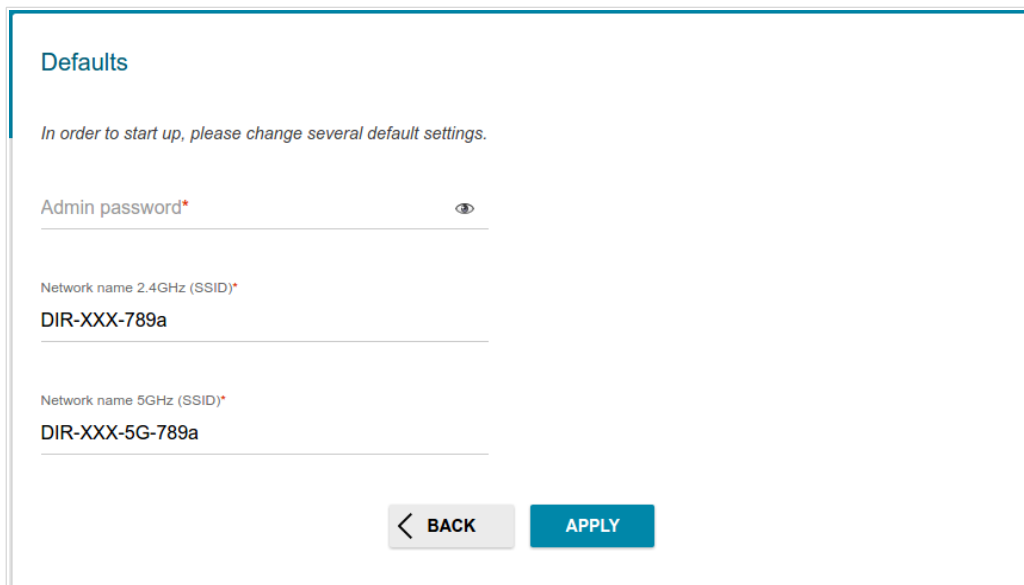 Defaults
In order to start up, please change several default settings.
Admin password*
Network name 2.4GHz (SSID)*
DIR-XXX-789a
Network name 5GHz (SSID)*
DIR-XXX-5G-789a
BACK
APPLY